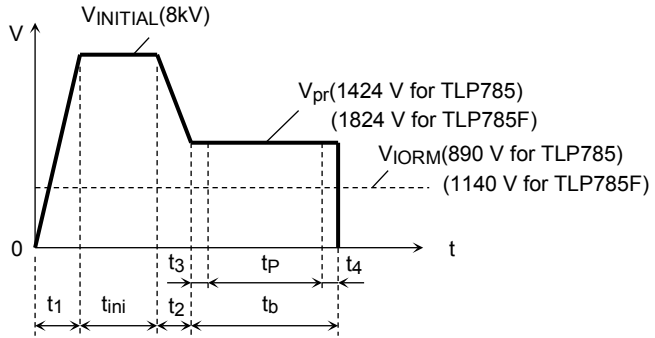 VINITIAL(8kV)
V
Vpr(1424 V for TLP785)
(1824 V for TLP785F)
VIORM(890 V for TLP785)
(1140 V for TLP785F)
0
t
t3
tP
t4
t1
tini
t2
tb